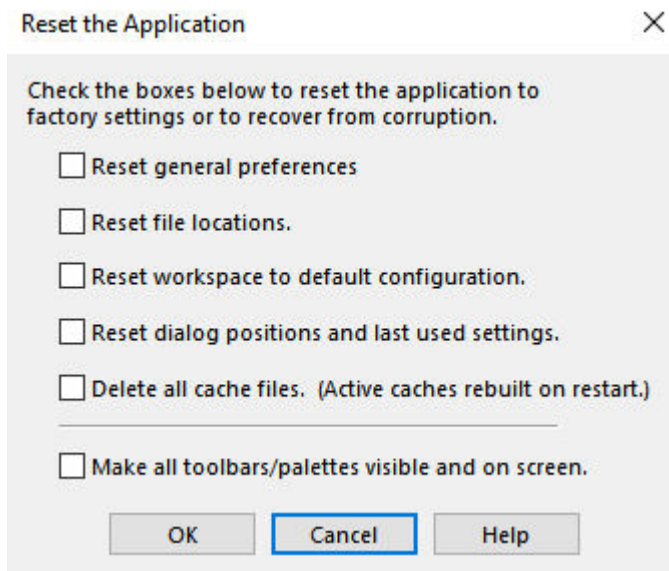 Reset the Application
Check the boxes below to reset the application to
factory settings or to recover from corruption.
Reset general preferences
Reset file locations.
Reset workspace to default configuration.
Reset dialog positions and last used settings.
Delete all cache files.  (Active caches rebuilt on restart.)
Make all toolbars/palettes visible and on screen.
OK
Cancel
Help